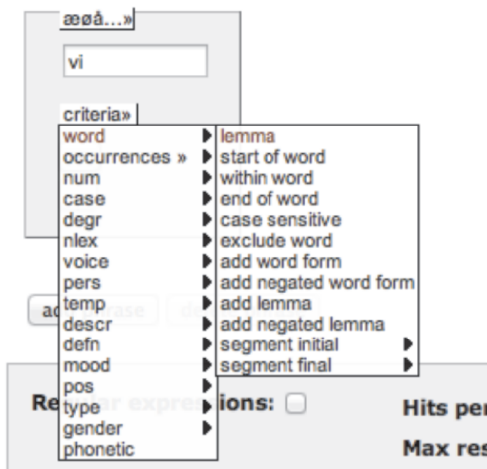 æøå...»
vi
criteria»
word
occurrences »
num
case
degr
nlex
voice
pers
temp
descr
defn
mood
pos
type
gender
phonetic
lemma
start of word
within word
end of word
case sensitive
exclude word
add word form
add negated word form
add lemma
add negated lemma
segment initial
segment final
expressions:
Hits per
Max res